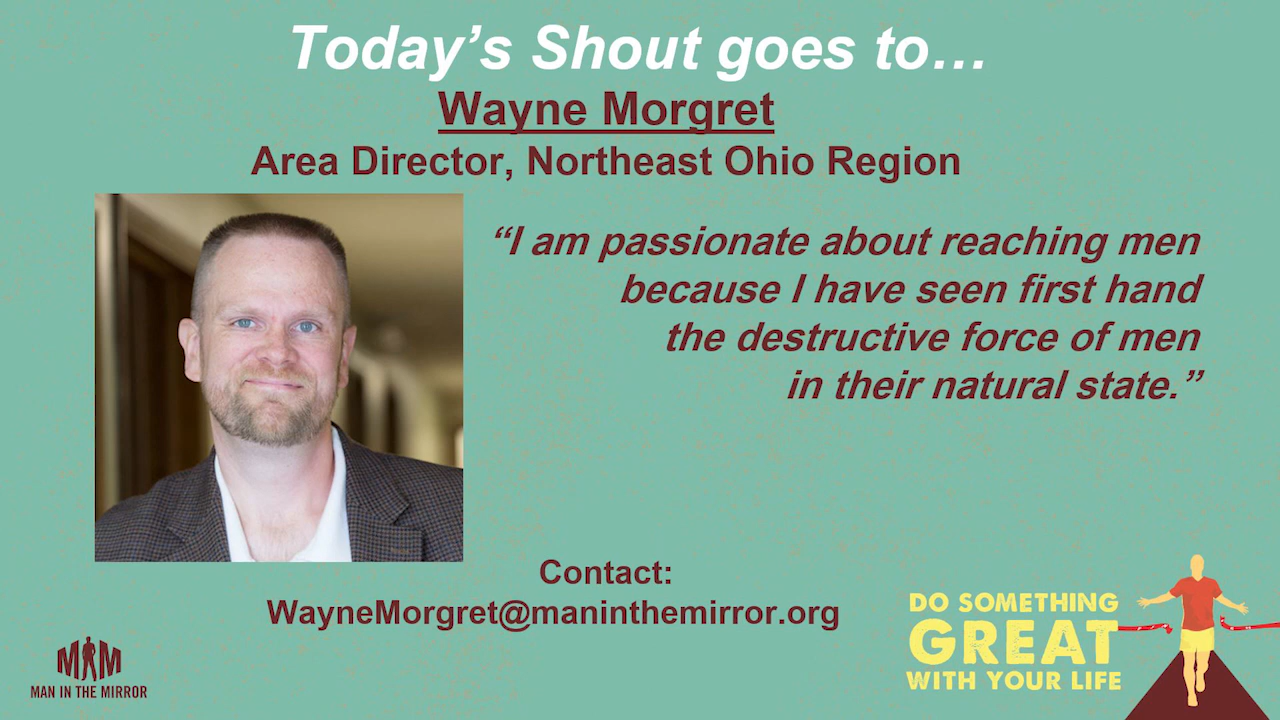 Today’s Shout goes to…
Wayne Morgret
Area Director, Northeast Ohio Region
“I am passionate about reaching men
because I have seen first hand
the destructive force of men
in their natural state.”
Contact:
WayneMorgret@maninthemirror.org
DO SOMETHING
GREAT
WITH YOUR LIFE
MIM
MAN IN THE MIRROR